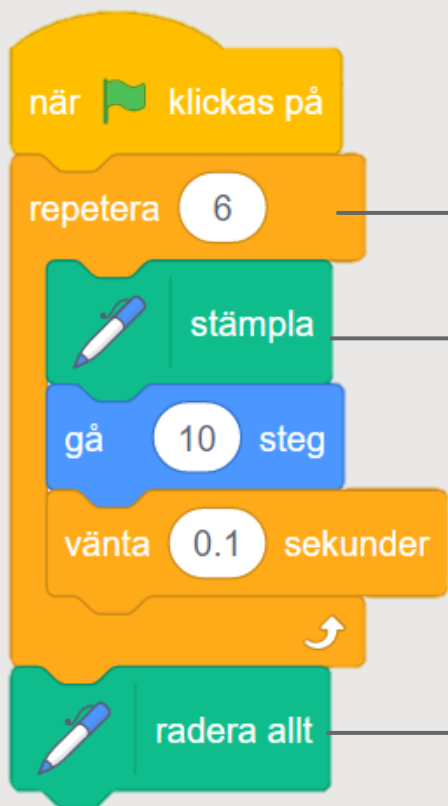 när klickas på
repetera 6
stämpla
gå 10 steg
vänta 0.1 sekunder
radera allt